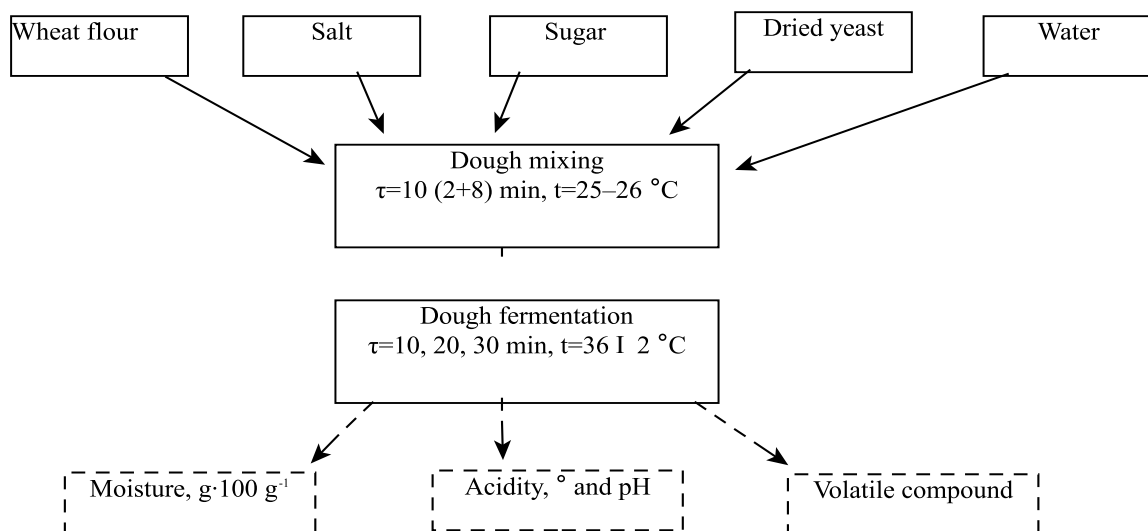 Wheat flour
Salt
Sugar
Dried yeast
Water
Dough mixing
τ=10 (2+8) min, t=25–26 °C
Dough fermentation
τ=10, 20, 30 min, t=36 I 2 °C
Moisture, g·100 g⁻¹
Acidity, ° and pH
Volatile compound